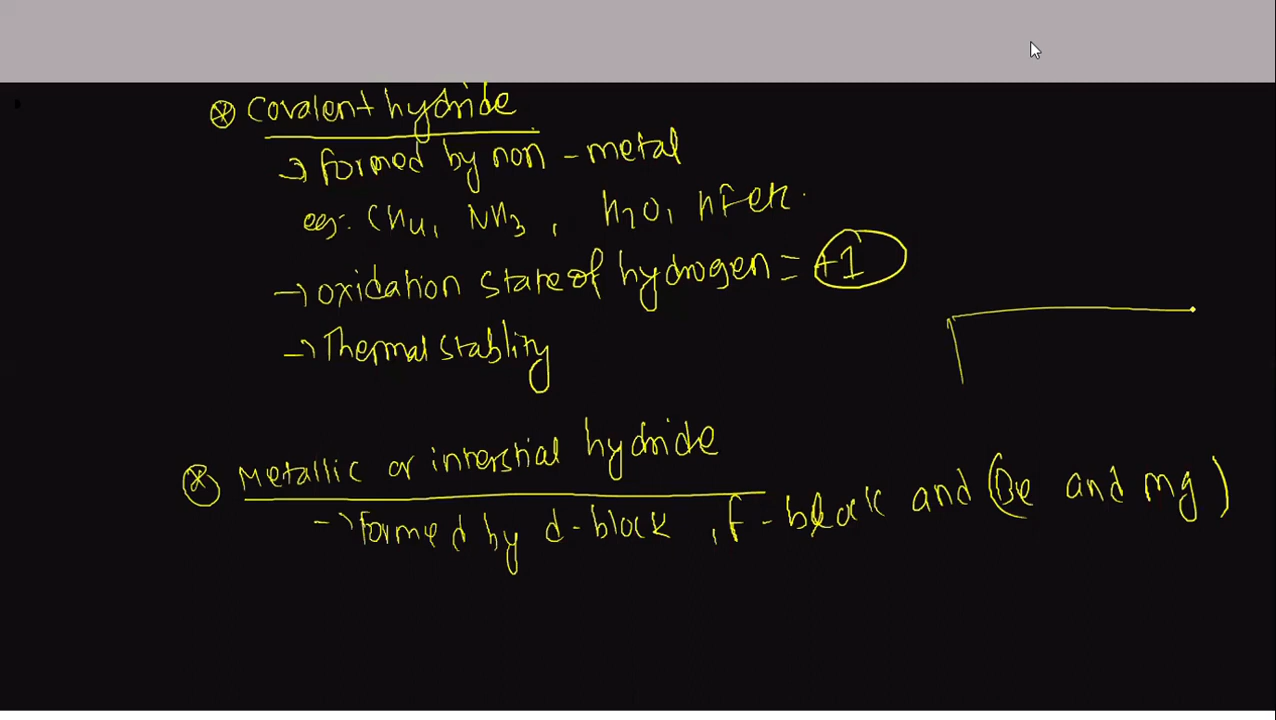 Covalent hydride
→ formed by non-metal
eg: CH4, NH3, H2O, HF etc.
→ oxidation state of hydrogen = +1
→ Thermal stablity
Metallic or interstial hydride
→ formed by d-block, f-block and (Be and Mg)